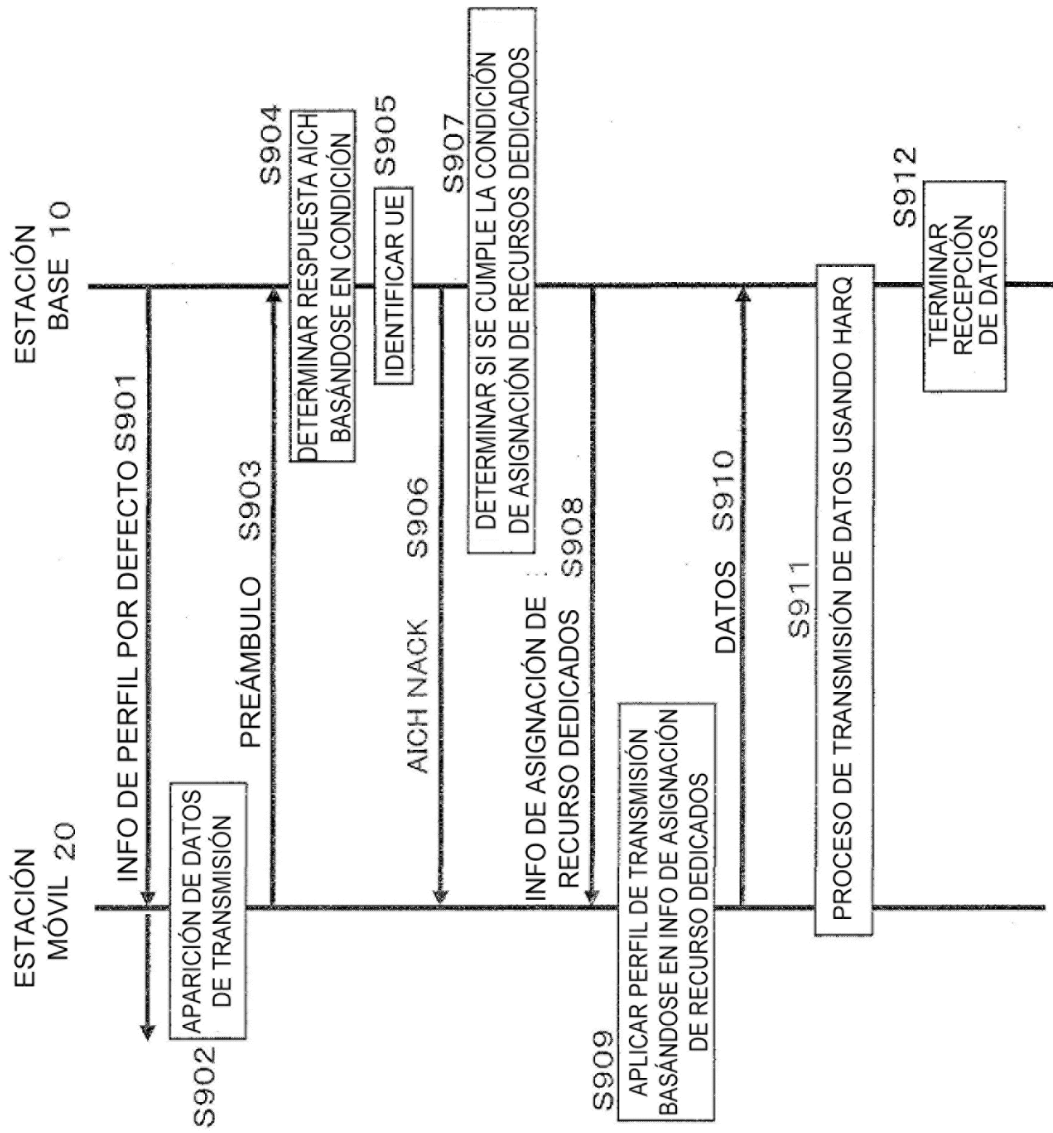 ESTACIÓN
MÓVIL 20
ESTACIÓN
BASE 10
INFO DE PERFIL POR DEFECTO S901
S902
APARICIÓN DE DATOS
DE TRANSMISIÓN
PREÁMBULO S903
S904
DETERMINAR RESPUESTA AICH
BASÁNDOSE EN CONDICIÓN
S905
IDENTIFICAR UE
AICH NACK S906
S907
DETERMINAR SI SE CUMPLE LA CONDICIÓN
DE ASIGNACIÓN DE RECURSOS DEDICADOS
INFO DE ASIGNACIÓN DE
RECURSO DEDICADOS S908
S909
APLICAR PERFIL DE TRANSMISIÓN
BASÁNDOSE EN INFO DE ASIGNACIÓN
DE RECURSO DEDICADOS
DATOS S910
S911
PROCESO DE TRANSMISIÓN DE DATOS USANDO HARQ
S912
TERMINAR
RECEPCIÓN
DE DATOS